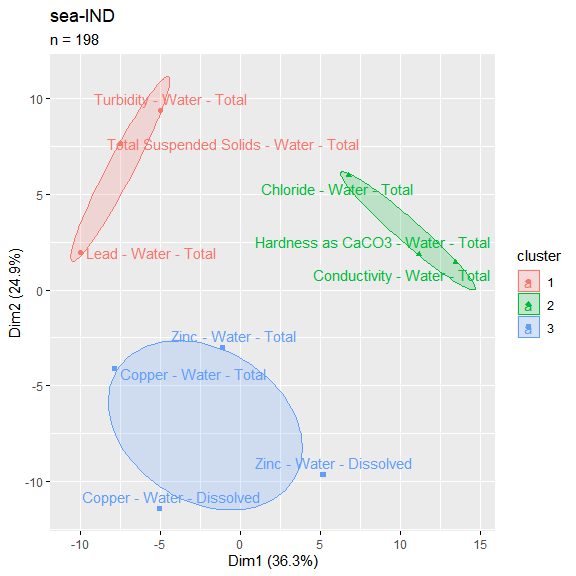 sea-IND
n = 198
Turbidity - Water - Total
Total Suspended Solids - Water - Total
Chloride - Water - Total
Hardness as CaCO3 - Water - Total
Lead - Water - Total
Conductivity - Water - Total
Zinc - Water - Total
Copper - Water - Total
Zinc - Water - Dissolved
Copper - Water - Dissolved
10
5
0
-5
-10
Dim2 (24.9%)
-10 -5 0 5 10 15
Dim1 (36.3%)
cluster
a 1
a 2
a 3